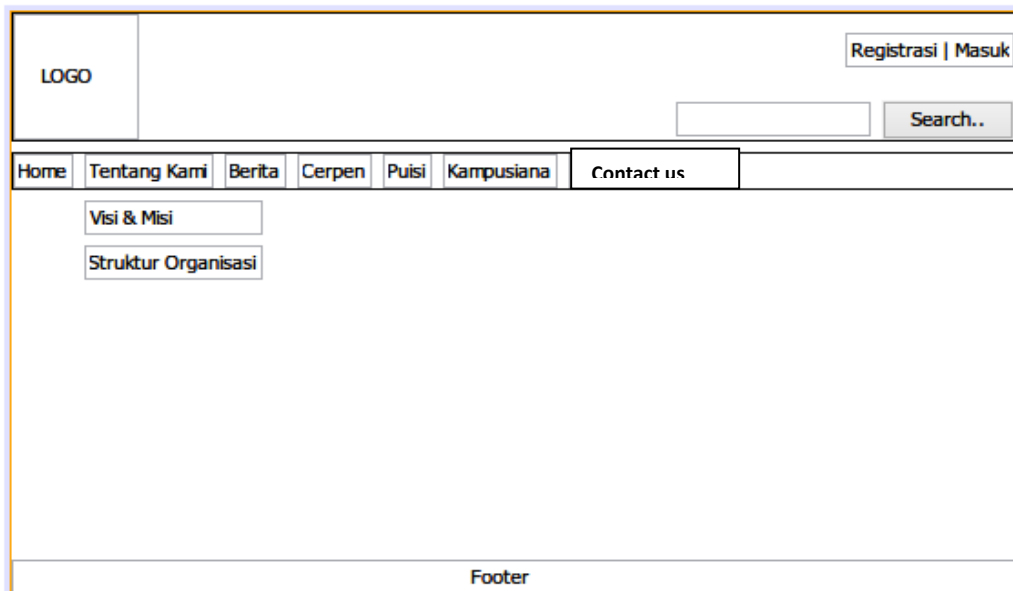 LOGO
Registrasi | Masuk
Search..
Home Tentang Kami Berita Cerpen Puisi Kampusiana Contact us
Visi & Misi
Struktur Organisasi
Footer